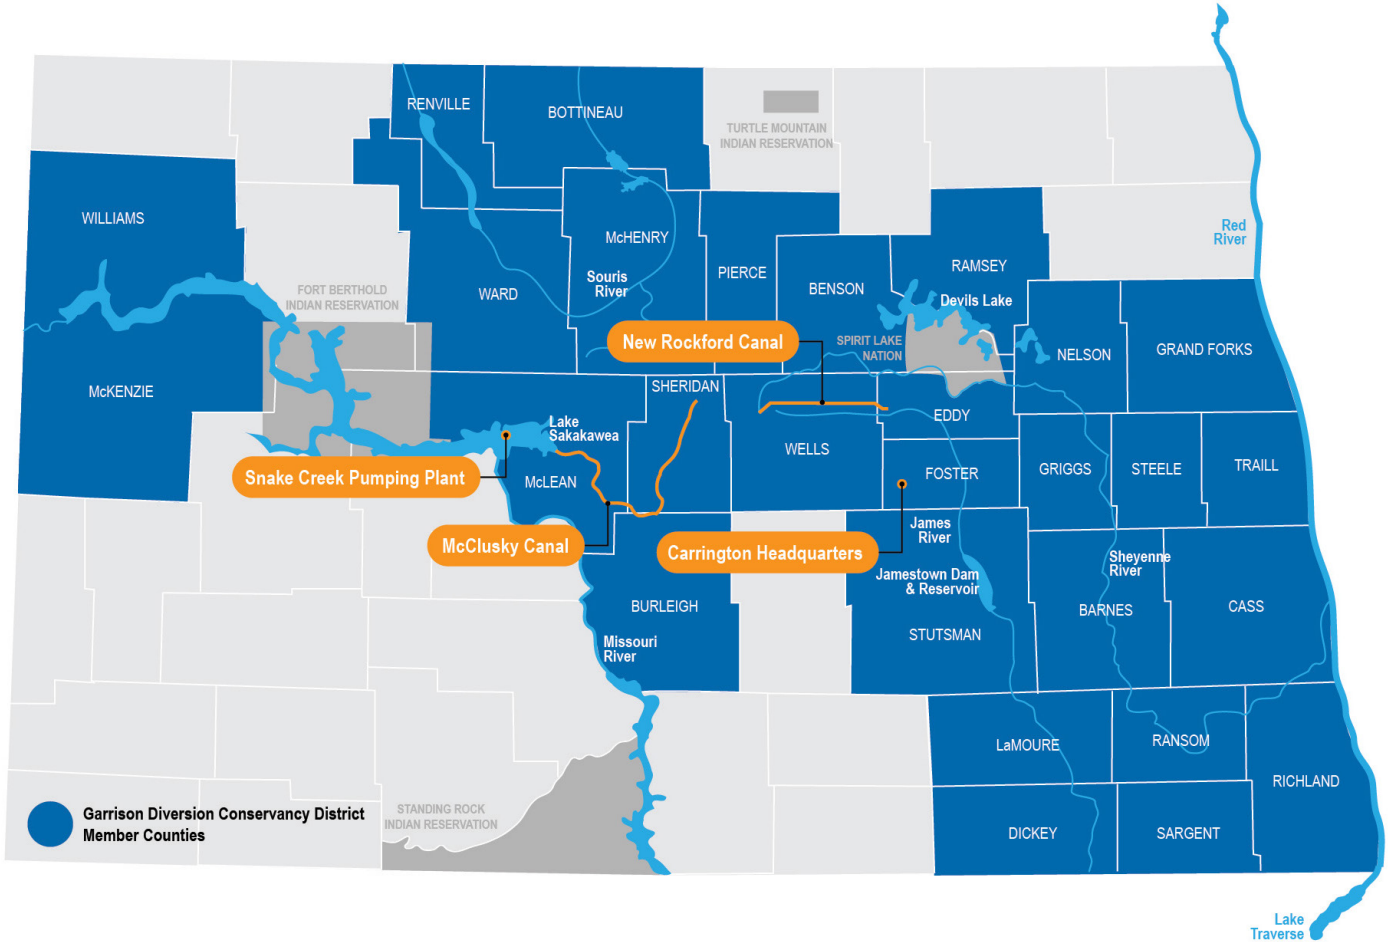 RENVILLE
BOTTINEAU
TURTLE MOUNTAIN
INDIAN RESERVATION
WILLIAMS
McHENRY
Red
River
Souris
River
PIERCE
BENSON
RAMSEY
FORT BERTHOLD
INDIAN RESERVATION
WARD
Devils Lake
New Rockford Canal
SPIRIT LAKE
NATION
NELSON
GRAND FORKS
McKENZIE
SHERIDAN
EDDY
Lake
Sakakawea
WELLS
Snake Creek Pumping Plant
McLEAN
FOSTER
GRIGGS
STEELE
TRAILL
McClusky Canal
Carrington Headquarters
James
River
Jamestown Dam
& Reservoir
Sheyenne
River
BURLEIGH
BARNES
CASS
Missouri
River
STUTSMAN
LaMOURE
RANSOM
RICHLAND
Garrison Diversion Conservancy District
Member Counties
STANDING ROCK
INDIAN RESERVATION
DICKEY
SARGENT
Lake
Traverse